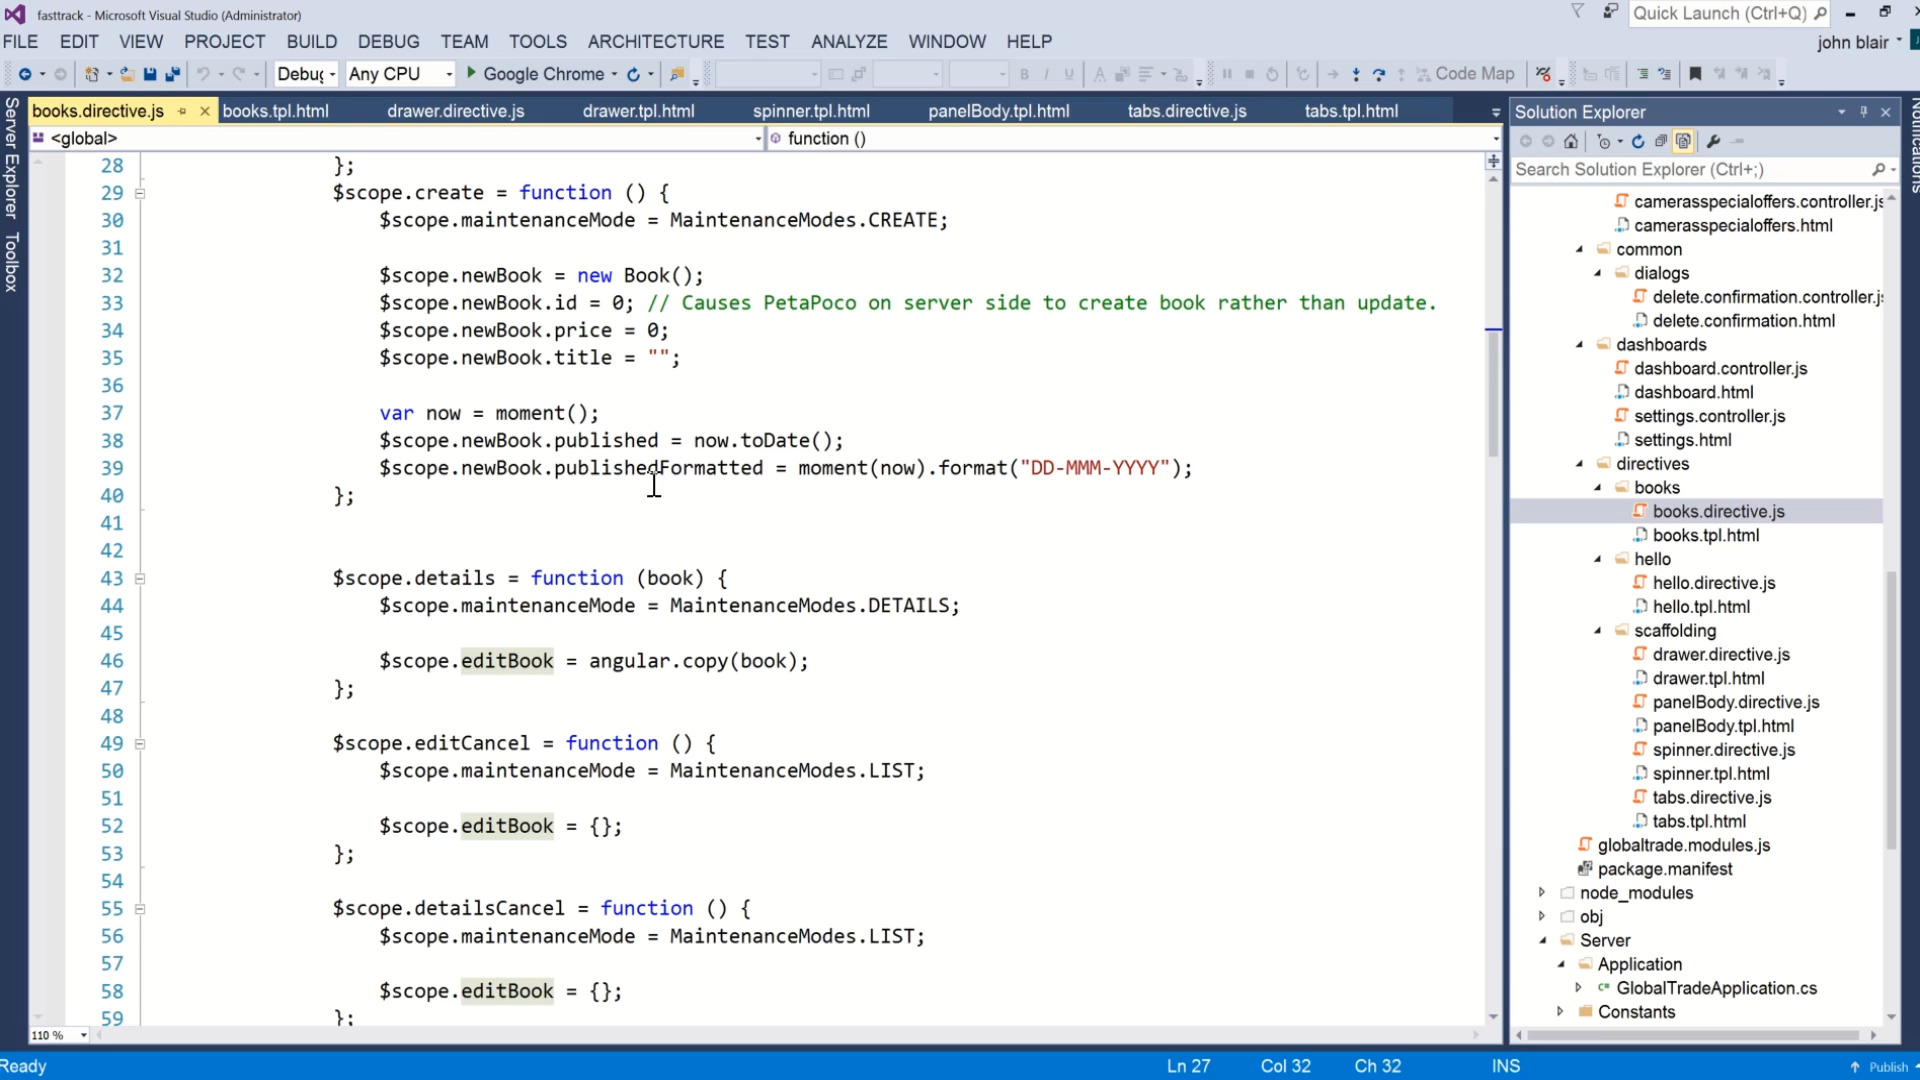 fasttrack - Microsoft Visual Studio (Administrator)
Quick Launch (Ctrl+Q)
FILE EDIT VIEW PROJECT BUILD DEBUG TEAM TOOLS ARCHITECTURE TEST ANALYZE WINDOW HELP
john blair
Any CPU Google Chrome Code Map
Server Explorer
Toolbox
Notifications
books.directive.js books.tpl.html drawer.directive.js drawer.tpl.html spinner.tpl.html panelBody.tpl.html tabs.directive.js tabs.tpl.html
<global> function ()
28 };
29 $scope.create = function () {
30 $scope.maintenanceMode = MaintenanceModes.CREATE;
31
32 $scope.newBook = new Book();
33 $scope.newBook.id = 0; // Causes PetaPoco on server side to create book rather than update.
34 $scope.newBook.price = 0;
35 $scope.newBook.title = "";
36
37 var now = moment();
38 $scope.newBook.published = now.toDate();
39 $scope.newBook.publishedFormatted = moment(now).format("DD-MMM-YYYY");
40 };
41
42
43 $scope.details = function (book) {
44 $scope.maintenanceMode = MaintenanceModes.DETAILS;
45
46 $scope.editBook = angular.copy(book);
47 };
48
49 $scope.editCancel = function () {
50 $scope.maintenanceMode = MaintenanceModes.LIST;
51
52 $scope.editBook = {};
53 };
54
55 $scope.detailsCancel = function () {
56 $scope.maintenanceMode = MaintenanceModes.LIST;
57
58 $scope.editBook = {};
59 };
110 %
Solution Explorer
Search Solution Explorer (Ctrl+;)
camerasspecialoffers.controller.js
camerasspecialoffers.html
common
dialogs
delete.confirmation.controller.js
delete.confirmation.html
dashboards
dashboard.controller.js
dashboard.html
settings.controller.js
settings.html
directives
books
books.directive.js
books.tpl.html
hello
hello.directive.js
hello.tpl.html
scaffolding
drawer.directive.js
drawer.tpl.html
panelBody.directive.js
panelBody.tpl.html
spinner.directive.js
spinner.tpl.html
tabs.directive.js
tabs.tpl.html
globaltrade.modules.js
package.manifest
node_modules
obj
Server
Application
GlobalTradeApplication.cs
Constants
Ready Ln 27 Col 32 Ch 32 INS Publish